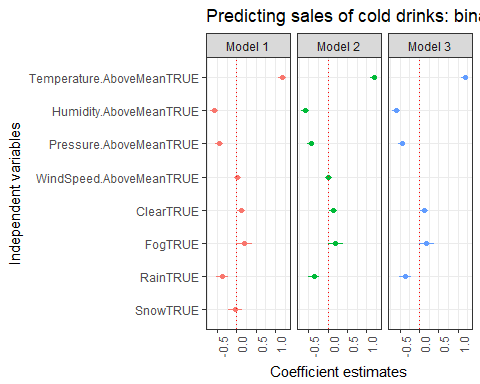 Predicting sales of cold drinks:
Model 1
Model 2
Model 3
Temperature.AboveMeanTRUE
Humidity.AboveMeanTRUE
Pressure.AboveMeanTRUE
WindSpeed.AboveMeanTRUE
ClearTRUE
FogTRUE
RainTRUE
SnowTRUE
Independent variables
-0.5
0.0
0.5
1.0
-0.5
0.0
0.5
1.0
-0.5
0.0
0.5
1.0
Coefficient estimates